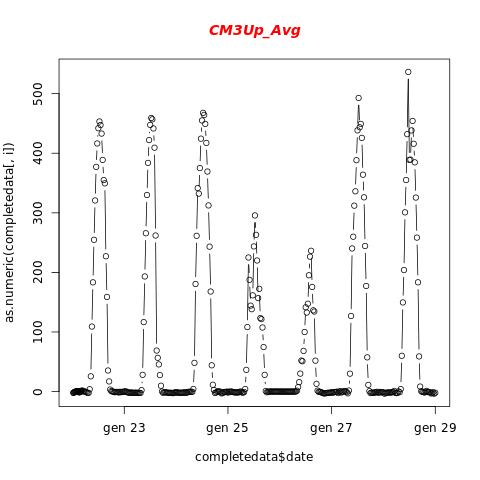 CM3Up_Avg
as.numeric(completedata[, i])
500
400
300
200
100
0
gen 23
gen 25
gen 27
gen 29
completedata$date